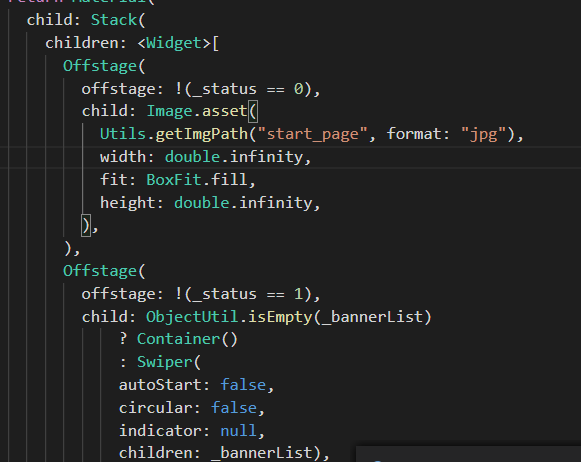 return Material(
child: Stack(
children: <Widget>[
Offstage(
offstage: !(_status == 0),
child: Image.asset(
Utils.getImgPath("start_page", format: "jpg"),
width: double.infinity,
fit: BoxFit.fill,
height: double.infinity,
),
),
Offstage(
offstage: !(_status == 1),
child: ObjectUtil.isEmpty(_bannerList)
? Container()
: Swiper(
autoStart: false,
circular: false,
indicator: null,
children: _bannerList),